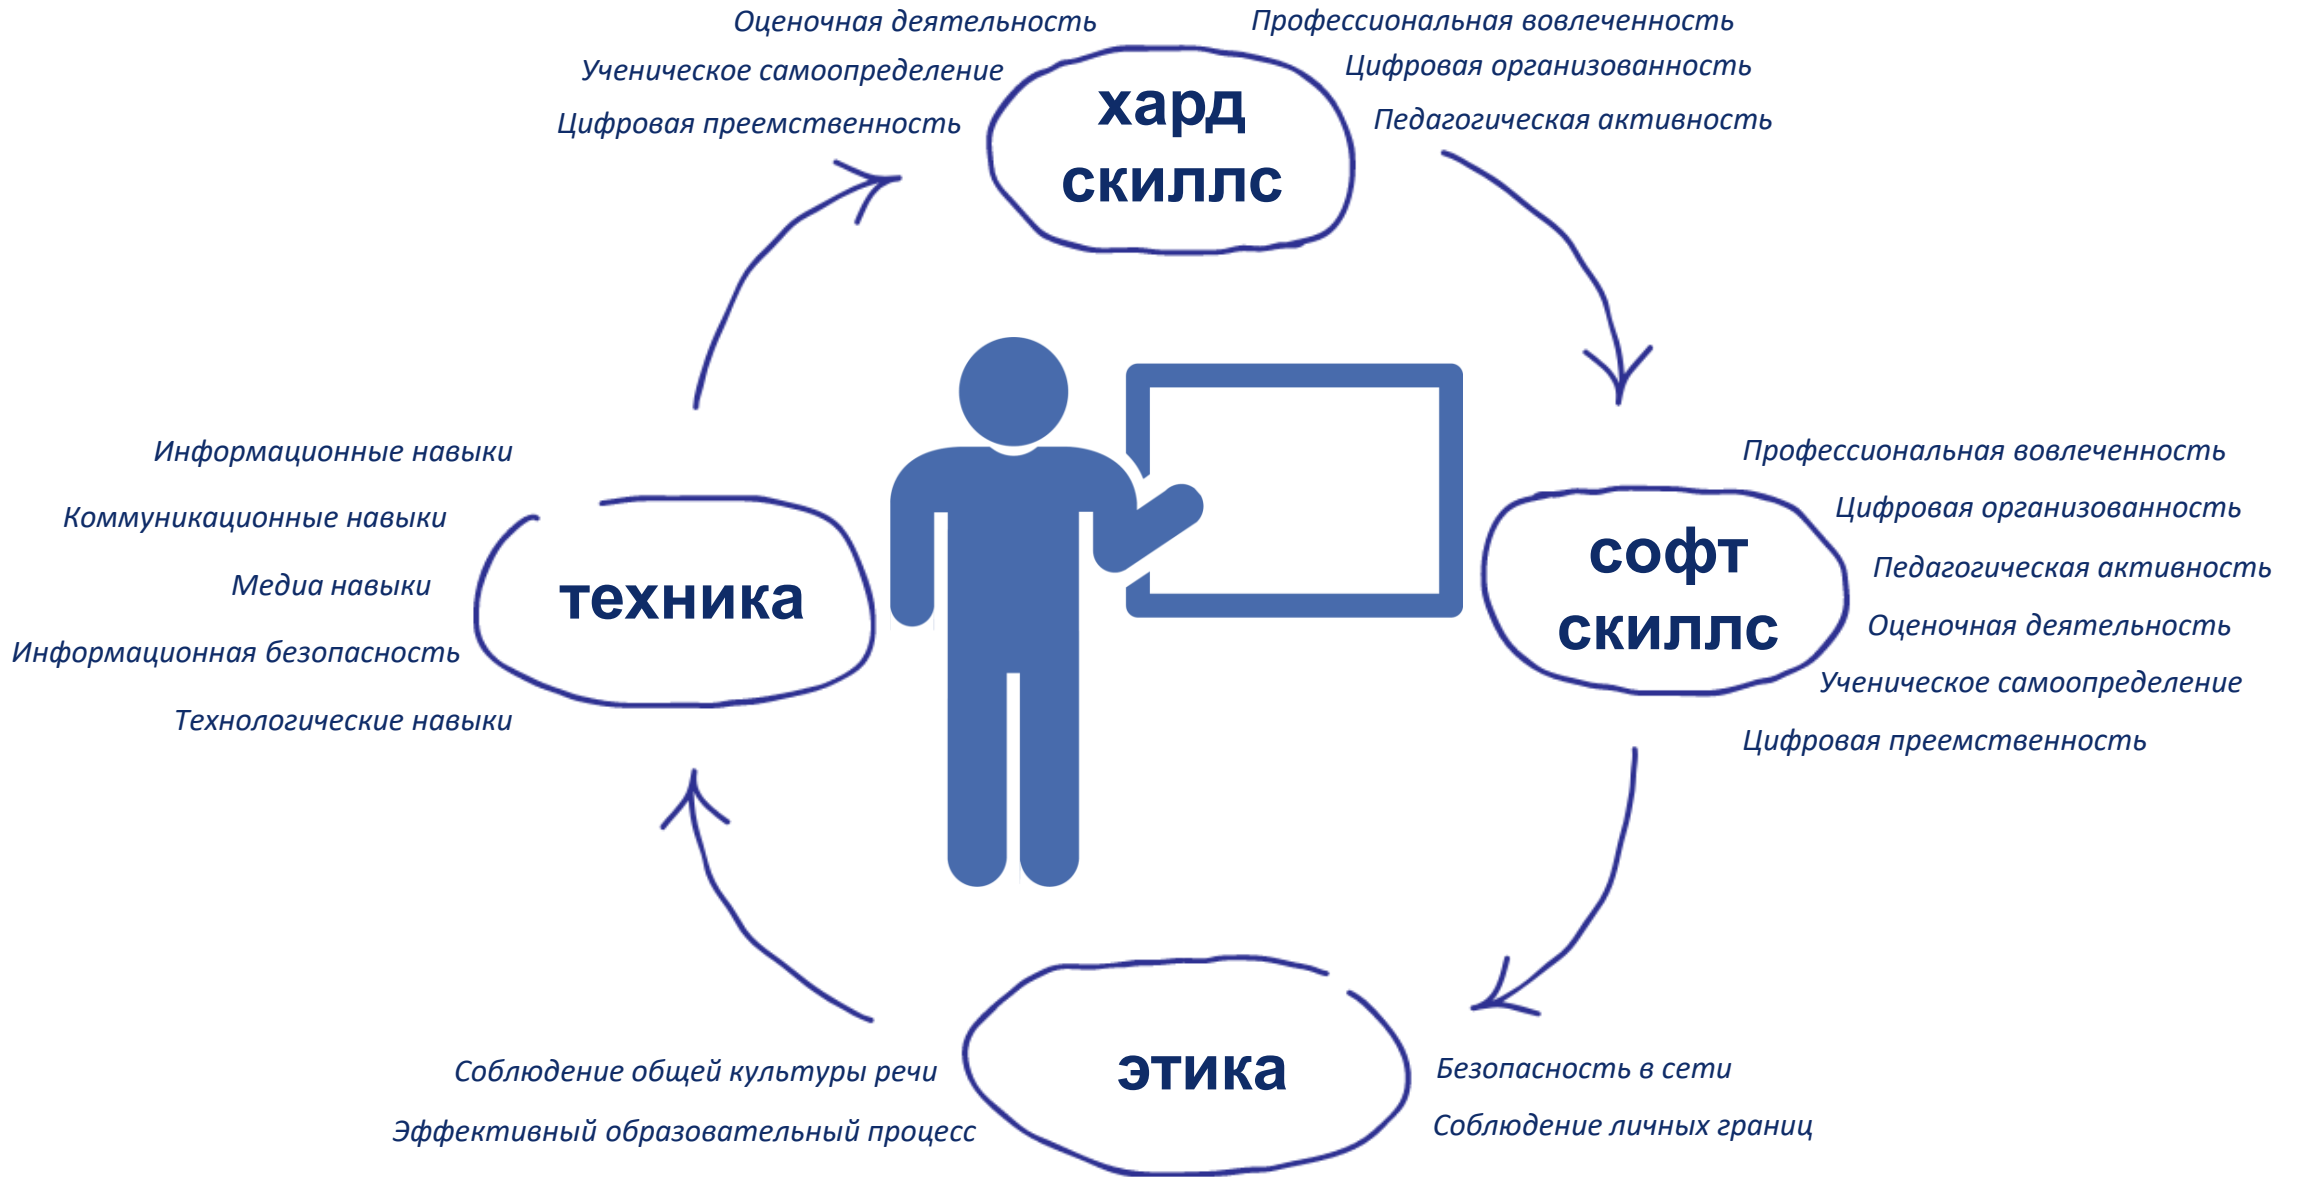 Оценочная деятельность
Ученическое самоопределение
Цифровая преемственность
хард
скиллс
Профессиональная вовлеченность
Цифровая организованность
Педагогическая активность
Информационные навыки
Коммуникационные навыки
Медиа навыки
Информационная безопасность
Технологические навыки
техника
софт
скиллс
Профессиональная вовлеченность
Цифровая организованность
Педагогическая активность
Оценочная деятельность
Ученическое самоопределение
Цифровая преемственность
Соблюдение общей культуры речи
Эффективный образовательный процесс
этика
Безопасность в сети
Соблюдение личных границ